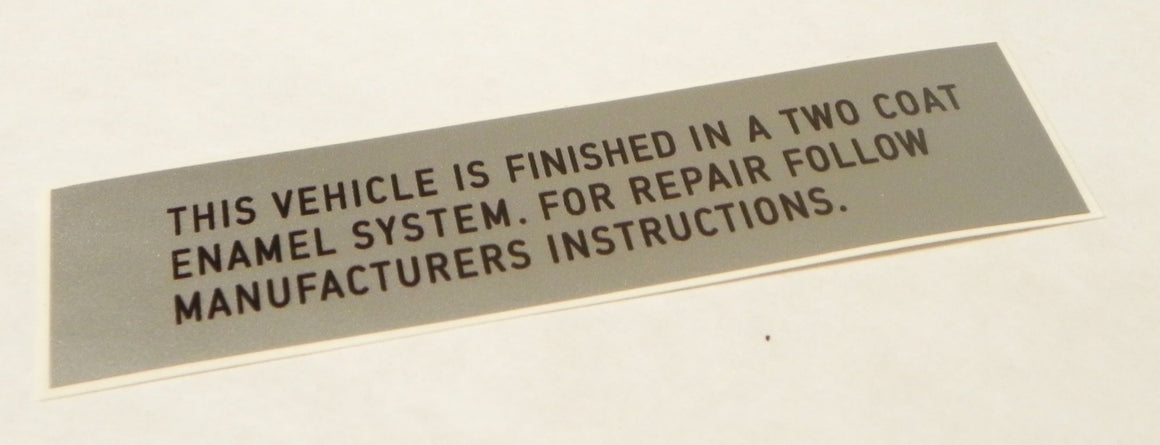 THIS VEHICLE IS FINISHED IN A TWO COAT
ENAMEL SYSTEM. FOR REPAIR FOLLOW
MANUFACTURERS INSTRUCTIONS.